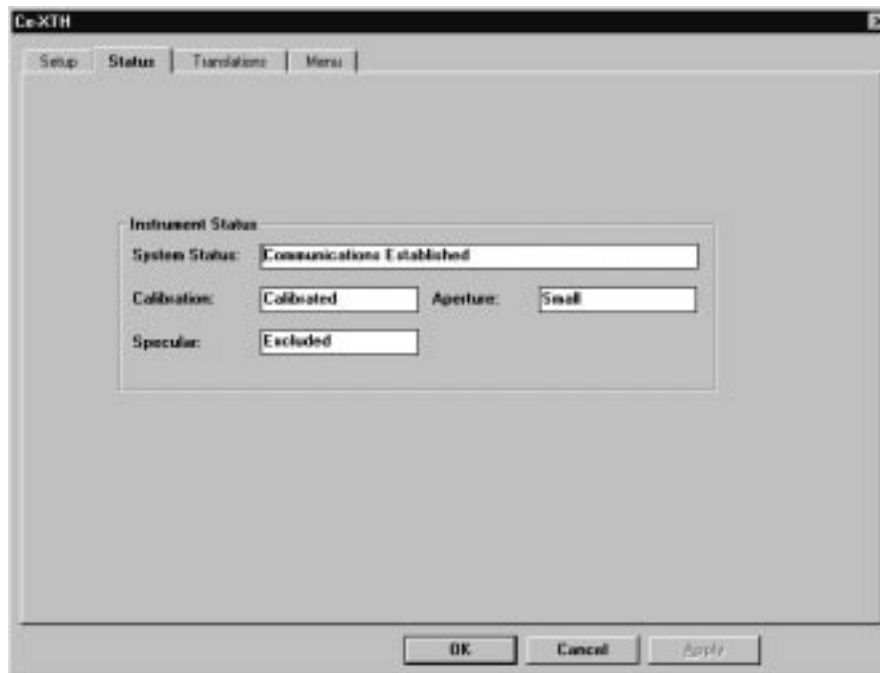 Ce-XTH
Setup Status Translations Menu
Instrument Status
System Status: Communications Established
Calibration: Calibrated Aperture: Small
Specular: Excluded
OK Cancel Apply